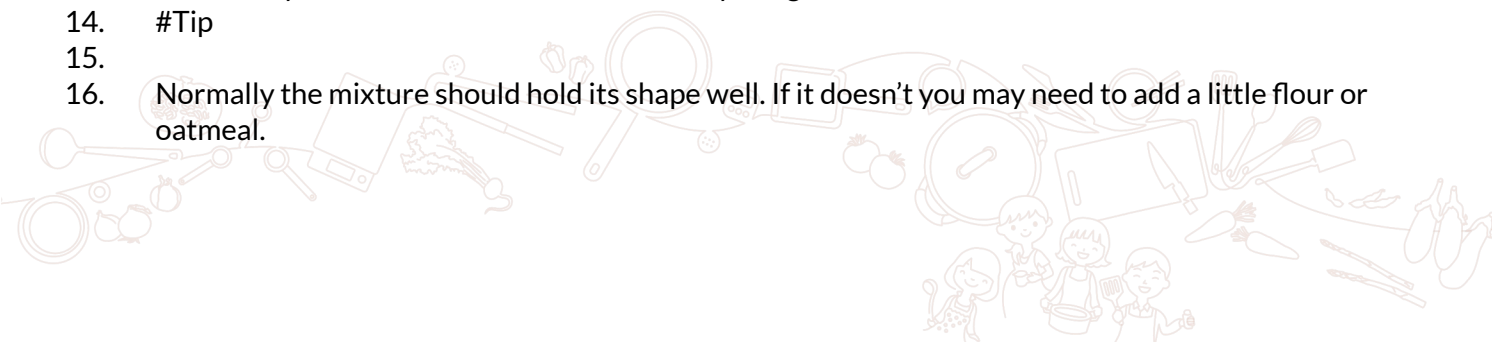 14. #Tip
15.
16. Normally the mixture should hold its shape well. If it doesn’t you may need to add a little flour or
oatmeal.